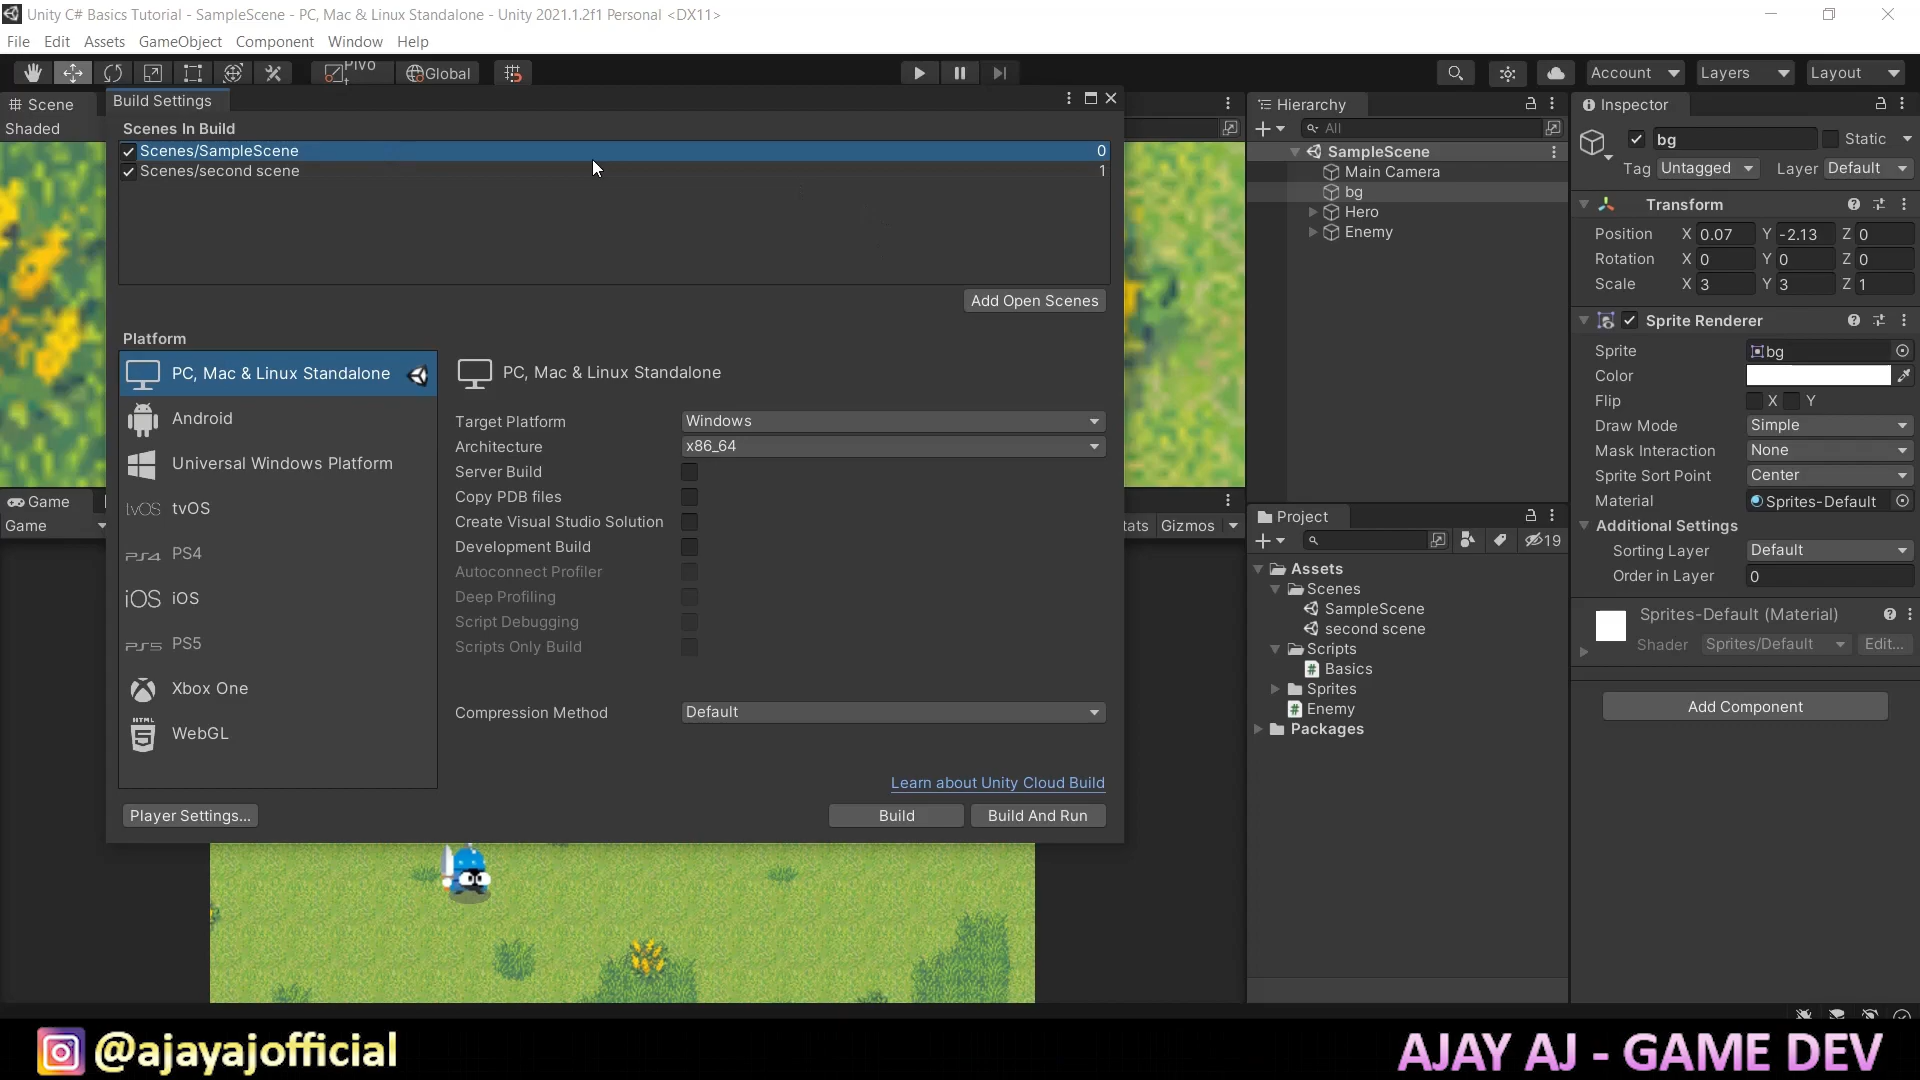 Unity C# Basics Tutorial - SampleScene - PC, Mac & Linux Standalone - Unity 2021.1.2f1 Personal <DX11>
File Edit Assets GameObject Component Window Help
Global
Account Layers Layout
Scene
Shaded
Build Settings
Scenes In Build
Scenes/SampleScene 0
Scenes/second scene 1
Add Open Scenes
Platform
PC, Mac & Linux Standalone
Android
Universal Windows Platform
tvOS tvOS
PS4 PS4
iOS iOS
PS5 PS5
Xbox One
HTML 5 WebGL
Player Settings...
PC, Mac & Linux Standalone
Target Platform Windows
Architecture x86_64
Server Build
Copy PDB files
Create Visual Studio Solution
Development Build
Autoconnect Profiler
Deep Profiling
Script Debugging
Scripts Only Build
Compression Method Default
Learn about Unity Cloud Build
Build Build And Run
Game
Game
Gizmos
Hierarchy
All
SampleScene
Main Camera
bg
Hero
Enemy
Project
19
Assets
Scenes
SampleScene
second scene
Scripts
Basics
Sprites
Enemy
Packages
Inspector
bg Static
Tag Untagged Layer Default
Transform
Position X 0.07 Y -2.13 Z 0
Rotation X 0 Y 0 Z 0
Scale X 3 Y 3 Z 1
Sprite Renderer
Sprite bg
Color
Flip X Y
Draw Mode Simple
Mask Interaction None
Sprite Sort Point Center
Material Sprites-Default
Additional Settings
Sorting Layer Default
Order in Layer 0
Sprites-Default (Material)
Shader Sprites/Default Edit...
Add Component
@ajayajofficial
AJAY AJ - GAME DEV